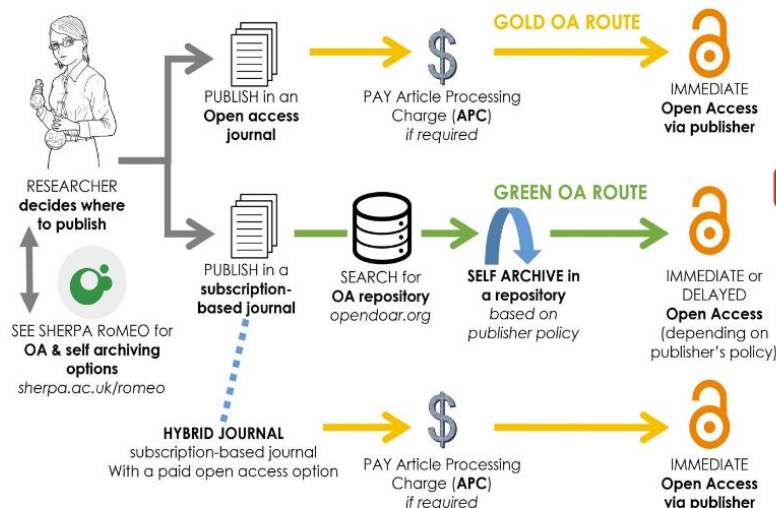 GOLD OA ROUTE
PUBLISH in an
Open access
journal
PAY Article Processing
Charge (APC)
if required
IMMEDIATE
Open Access
via publisher
RESEARCHER
decides where
to publish
SEE SHERPA RoMEO for
OA & self archiving
options
sherpa.ac.uk/romeo
GREEN OA ROUTE
PUBLISH in a
subscription-
based journal
SEARCH for
OA repository
opendoar.org
SELF ARCHIVE in
a repository
based on
publisher policy
IMMEDIATE or
DELAYED
Open Access
(depending on
publisher's policy)
HYBRID JOURNAL
subscription-based journal
With a paid open access option
PAY Article Processing
Charge (APC)
if required
IMMEDIATE
Open Access
via publisher